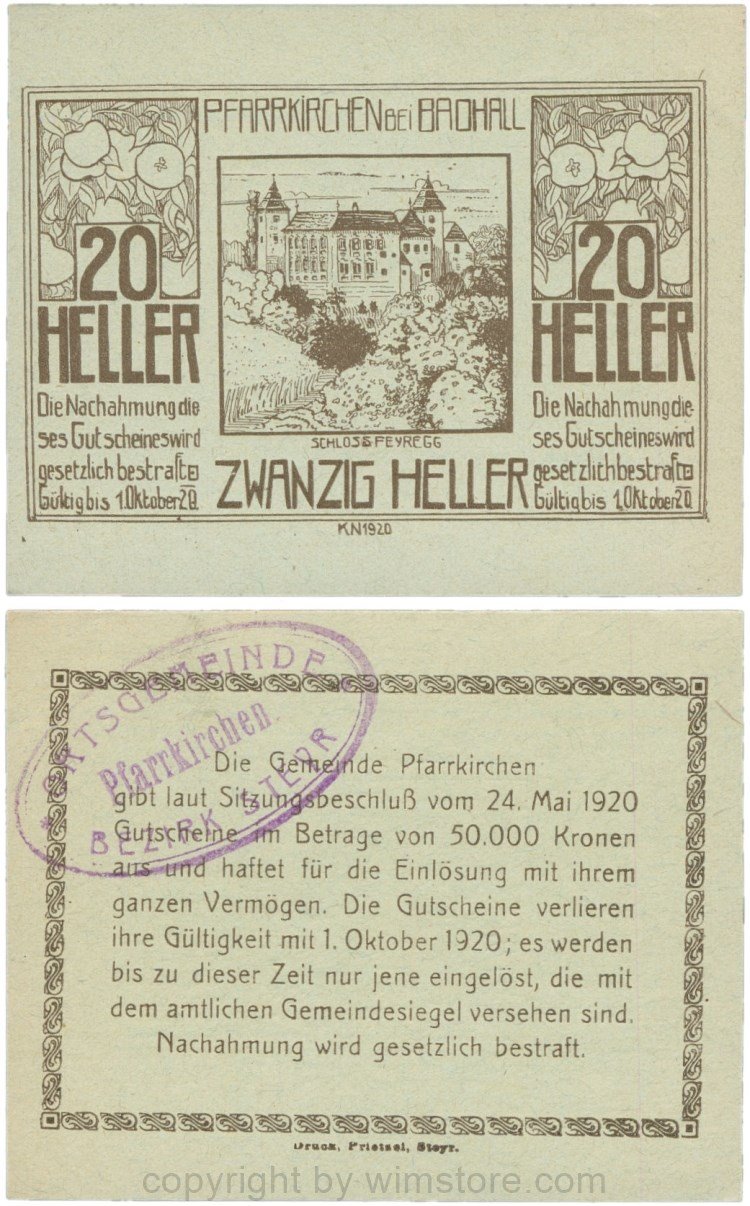 PFARRKIRCHEN BEI BADHALL
20
HELLER
Die Nachahmung die
ses Gutscheines wird
gesetzlich bestraft
Gültig bis 1. Oktober 20.
SCHLOSS FEYREGG
ZWANZIG HELLER
20
HELLER
Die Nachahmung die-
ses Gutscheines wird
gesetzlich bestraft
Gültig bis 1. Oktober 20
KN1920
ORTSGEMEINDE
Pfarrkirchen
BEZIRK STEYR
Die Gemeinde Pfarrkirchen
gibt laut Sitzungsbeschluß vom 24. Mai 1920
Gutscheine im Betrage von 50.000 Kronen
aus und haftet für die Einlösung mit ihrem
ganzen Vermögen. Die Gutscheine verlieren
ihre Gültigkeit mit 1. Oktober 1920; es werden
bis zu dieser Zeit nur jene eingelöst, die mit
dem amtlichen Gemeindesiegel versehen sind.
Nachahmung wird gesetzlich bestraft.
Druck, Prietzel, Steyr.
copyright by wimstore.com